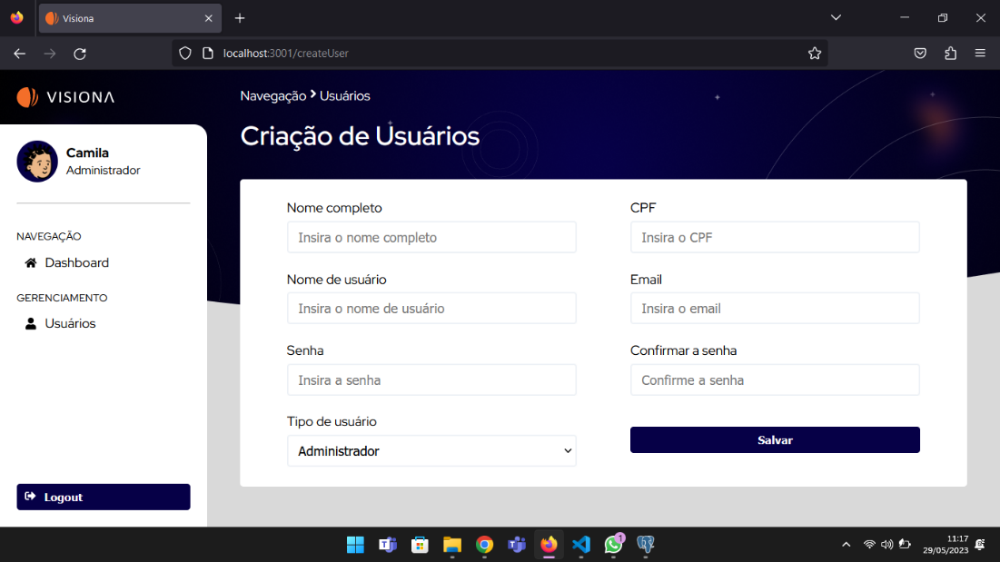 Visiona
localhost:3001/createUser
VISIONA
Navegação > Usuários
Criação de Usuários
Camila
Administrador
NAVEGAÇÃO
Dashboard
GERENCIAMENTO
Usuários
Logout
Nome completo
Insira o nome completo
CPF
Insira o CPF
Nome de usuário
Insira o nome de usuário
Email
Insira o email
Senha
Insira a senha
Confirmar a senha
Confirme a senha
Tipo de usuário
Administrador
Salvar
1
11:17
29/05/2023